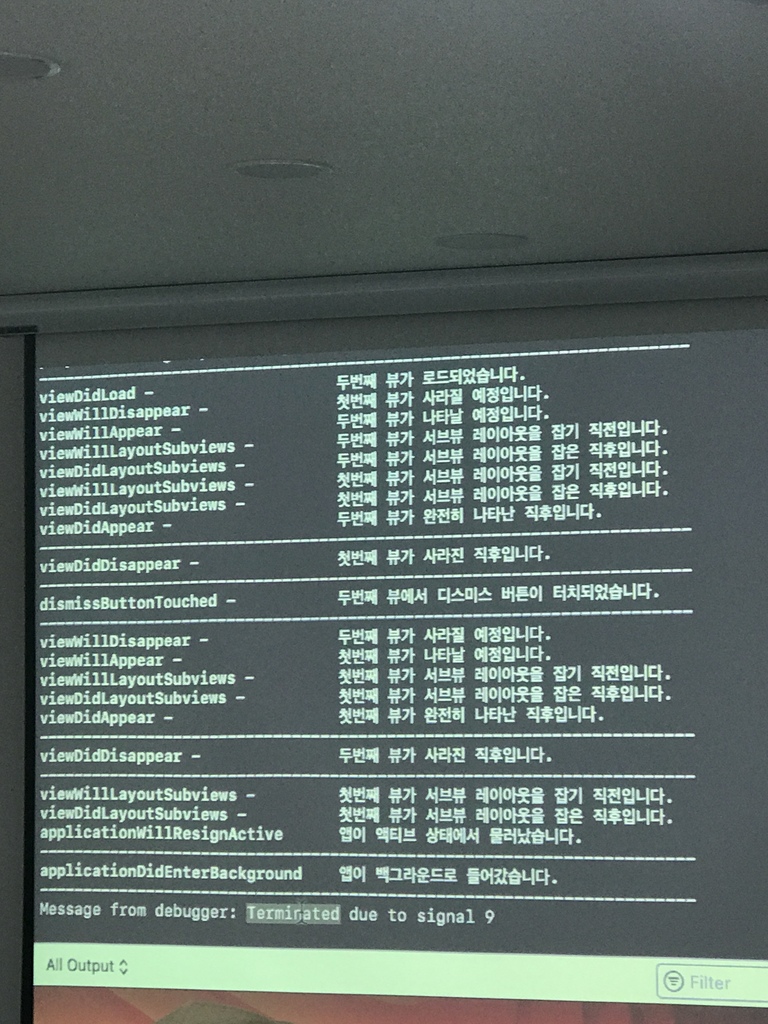 viewDidLoad - 두번째 뷰가 로드되었습니다.
viewWillDisappear - 첫번째 뷰가 사라질 예정입니다.
viewWillAppear - 두번째 뷰가 나타날 예정입니다.
viewWillLayoutSubviews - 두번째 뷰가 서브뷰 레이아웃을 잡기 직전입니다.
viewDidLayoutSubviews - 두번째 뷰가 서브뷰 레이아웃을 잡은 직후입니다.
viewWillLayoutSubviews - 첫번째 뷰가 서브뷰 레이아웃을 잡기 직전입니다.
viewDidLayoutSubviews - 첫번째 뷰가 서브뷰 레이아웃을 잡은 직후입니다.
viewDidAppear - 두번째 뷰가 완전히 나타난 직후입니다.
viewDidDisappear - 첫번째 뷰가 사라진 직후입니다.
dismissButtonTouched - 두번째 뷰에서 디스미스 버튼이 터치되었습니다.
viewWillDisappear - 두번째 뷰가 사라질 예정입니다.
viewWillAppear - 첫번째 뷰가 나타날 예정입니다.
viewWillLayoutSubviews - 첫번째 뷰가 서브뷰 레이아웃을 잡기 직전입니다.
viewDidLayoutSubviews - 첫번째 뷰가 서브뷰 레이아웃을 잡은 직후입니다.
viewDidAppear - 첫번째 뷰가 완전히 나타난 직후입니다.
viewDidDisappear - 두번째 뷰가 사라진 직후입니다.
viewWillLayoutSubviews - 첫번째 뷰가 서브뷰 레이아웃을 잡기 직전입니다.
viewDidLayoutSubviews - 첫번째 뷰가 서브뷰 레이아웃을 잡은 직후입니다.
applicationWillResignActive 앱이 액티브 상태에서 물러났습니다.
applicationDidEnterBackground 앱이 백그라운드로 들어갔습니다.
Message from debugger: Terminated due to signal 9
All Output
Filter